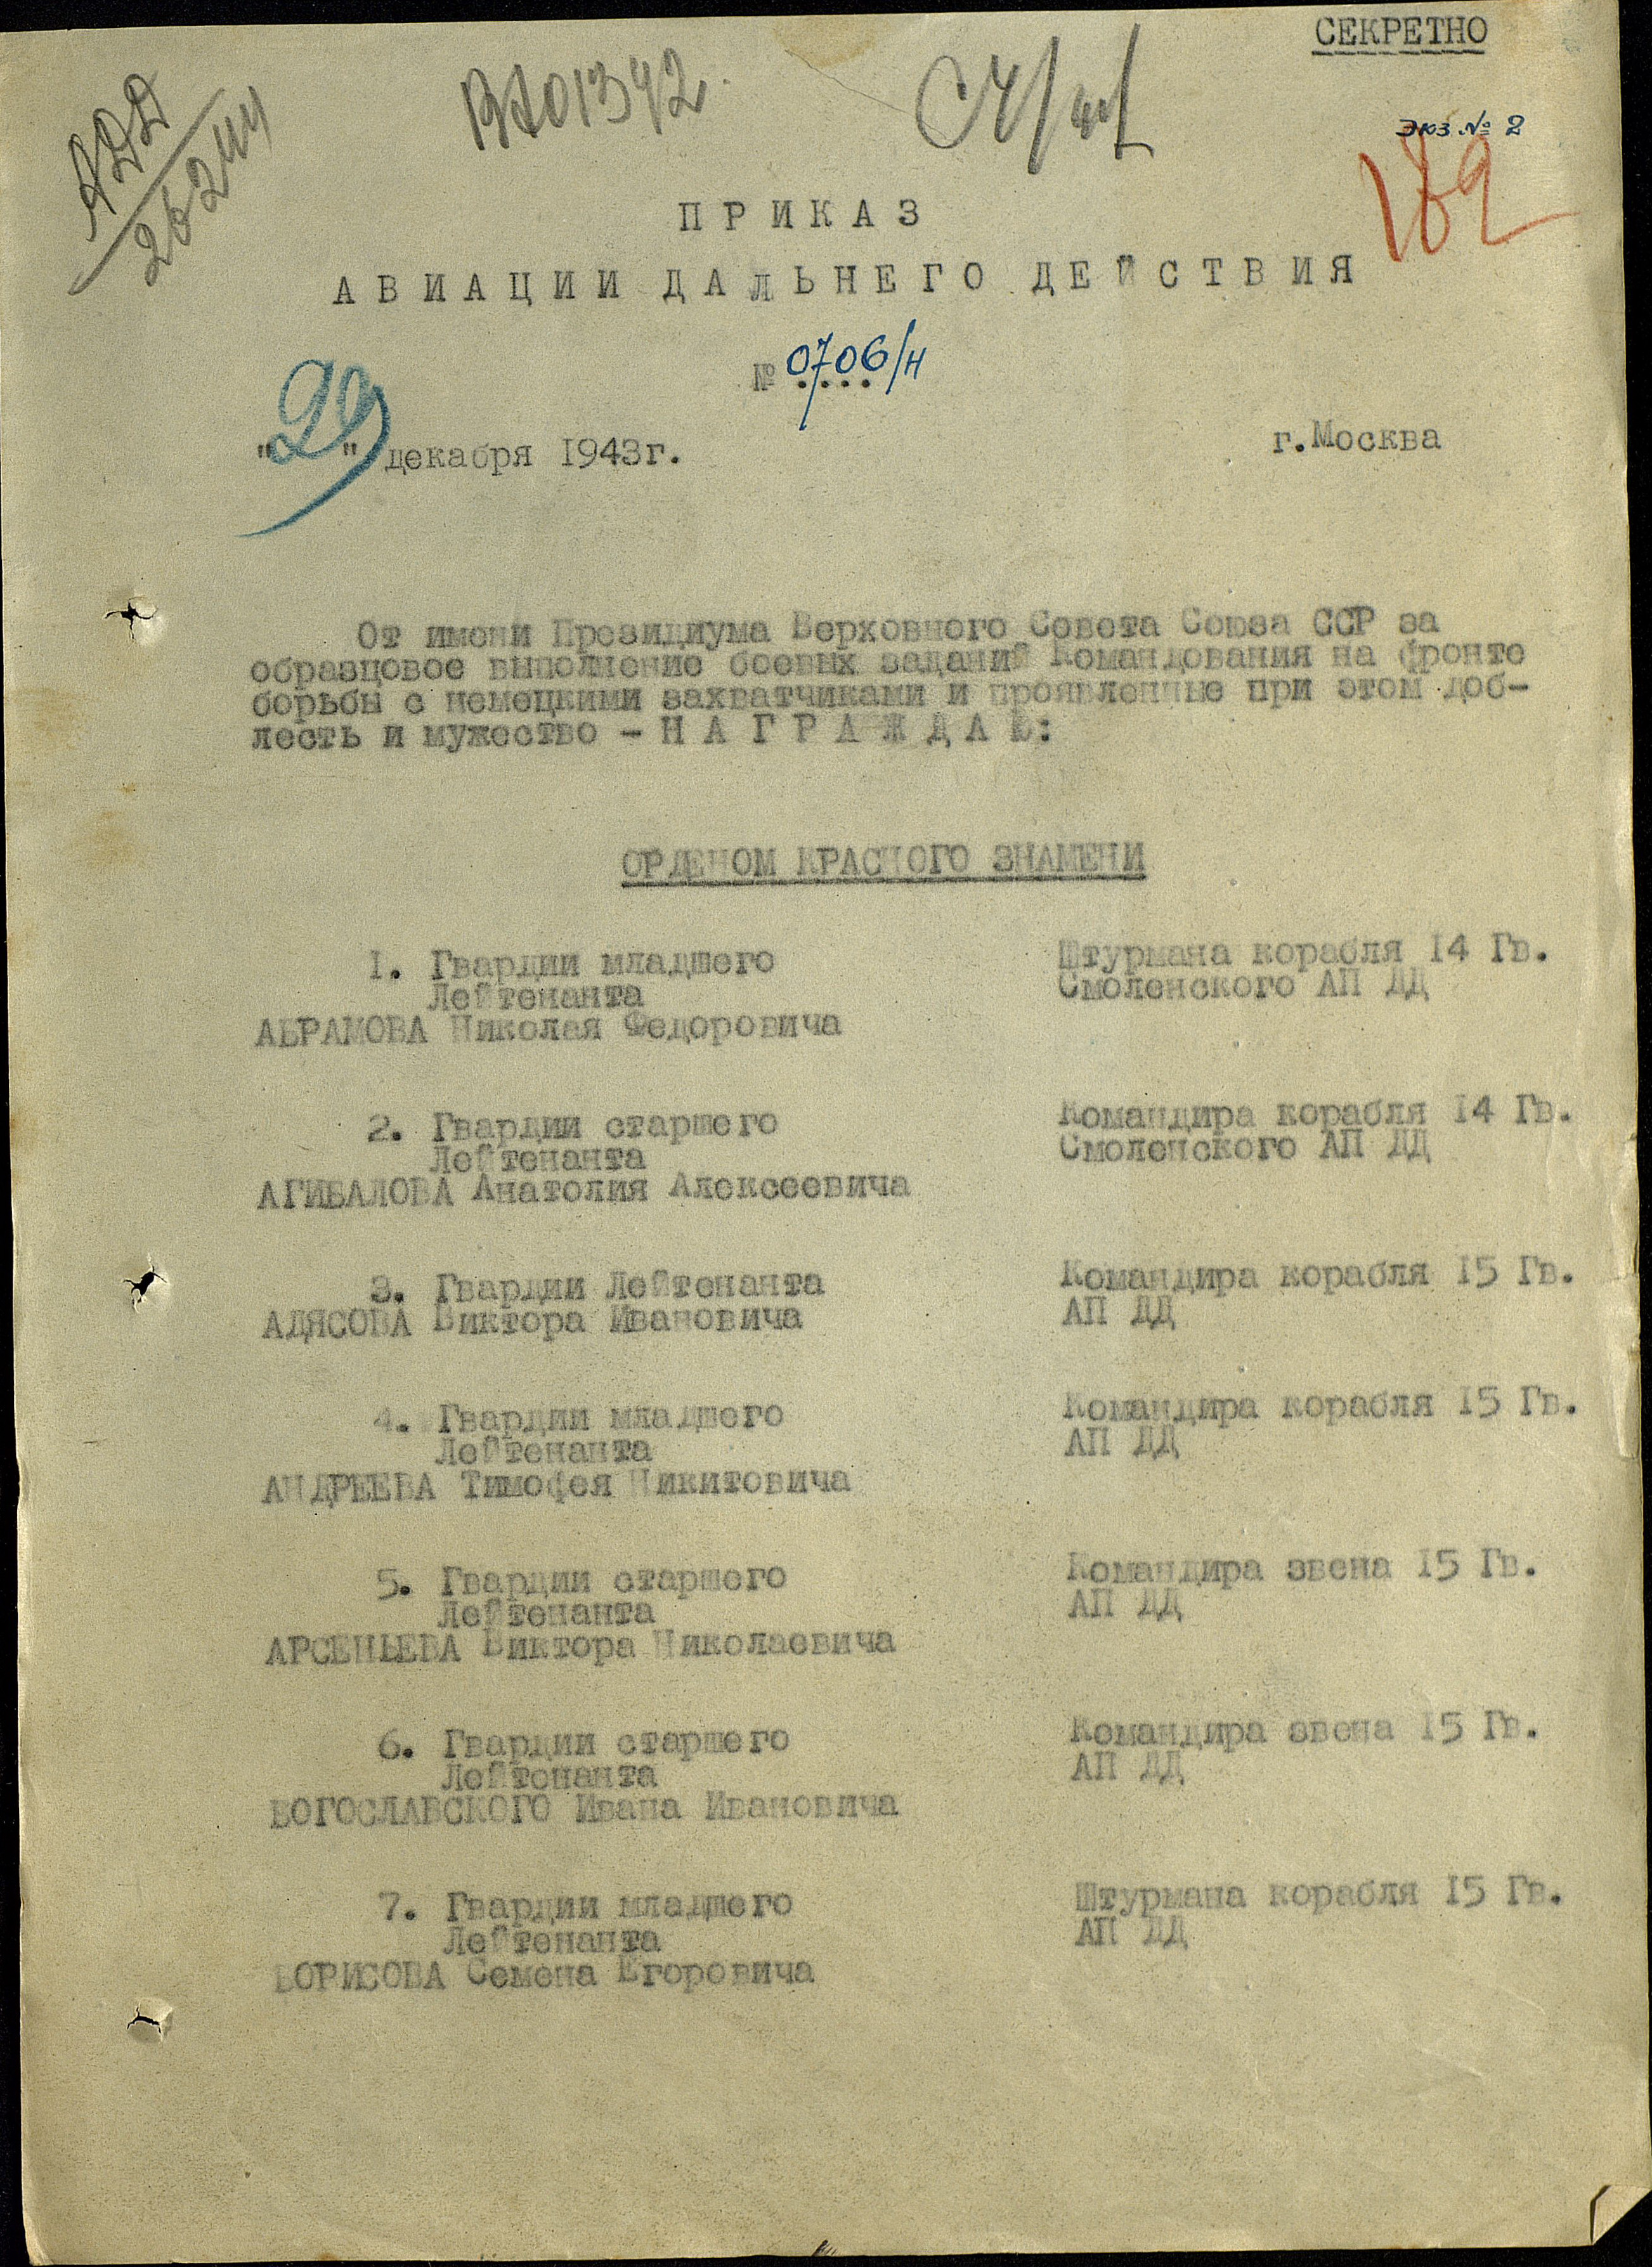 СЕКРЕТНО
АДД
26244
экз. № 2
189
ПРИКАЗ
АВИАЦИИ ДАЛЬНЕГО ДЕЙСТВИЯ
№ 0706/н
"29" декабря 1943г.
г.Москва
От имени Президиума Верховного Совета Союза ССР за
образцовое выполнение боевых заданий Командования на фронте
борьбы с немецкими захватчиками и проявленные при этом доб-
лесть и мужество - НАГРАЖДАЮ:
ОРДЕНОМ КРАСНОГО ЗНАМЕНИ
1. Гвардии младшего
Лейтенанта
АБРАМОВА Николая Федоровича
Штурмана корабля 14 Гв.
Смоленского АП ДД
2. Гвардии старшего
Лейтенанта
АГИБАЛОВА Анатолия Алексеевича
Командира корабля 14 Гв.
Смоленского АП ДД
3. Гвардии Лейтенанта
АДЯСОВА Виктора Ивановича
Командира корабля 15 Гв.
АП ДД
4. Гвардии младшего
Лейтенанта
АНДРЕЕВА Тимофея Никитовича
Командира корабля 15 Гв.
АП ДД
5. Гвардии старшего
Лейтенанта
АРСЕНЬЕВА Виктора Николаевича
Командира звена 15 Гв.
АП ДД
6. Гвардии старшего
Лейтенанта
БОГОСЛАВСКОГО Ивана Ивановича
Командира звена 15 Гв.
АП ДД
7. Гвардии младшего
Лейтенанта
БОРИСОВА Семена Егоровича
Штурмана корабля 15 Гв.
АП ДД